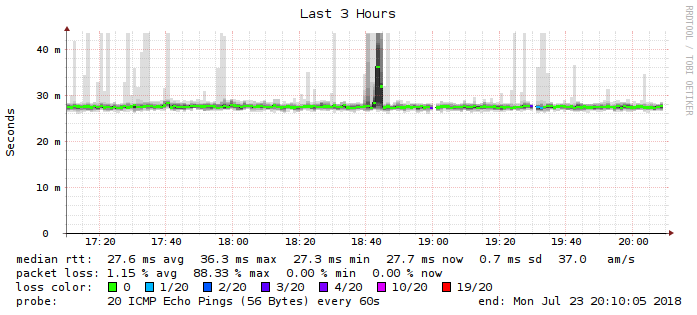 Last 3 Hours
RRDTOOL / TOBI OETIKER
Seconds
40 m
30 m
20 m
10 m
0
17:20 17:40 18:00 18:20 18:40 19:00 19:20 19:40 20:00
median rtt: 27.6 ms avg 36.3 ms max 27.3 ms min 27.7 ms now 0.7 ms sd 37.0 am/s
packet loss: 1.15 % avg 88.33 % max 0.00 % min 0.00 % now
loss color: 0 1/20 2/20 3/20 4/20 10/20 19/20
probe: 20 ICMP Echo Pings (56 Bytes) every 60s end: Mon Jul 23 20:10:05 2018